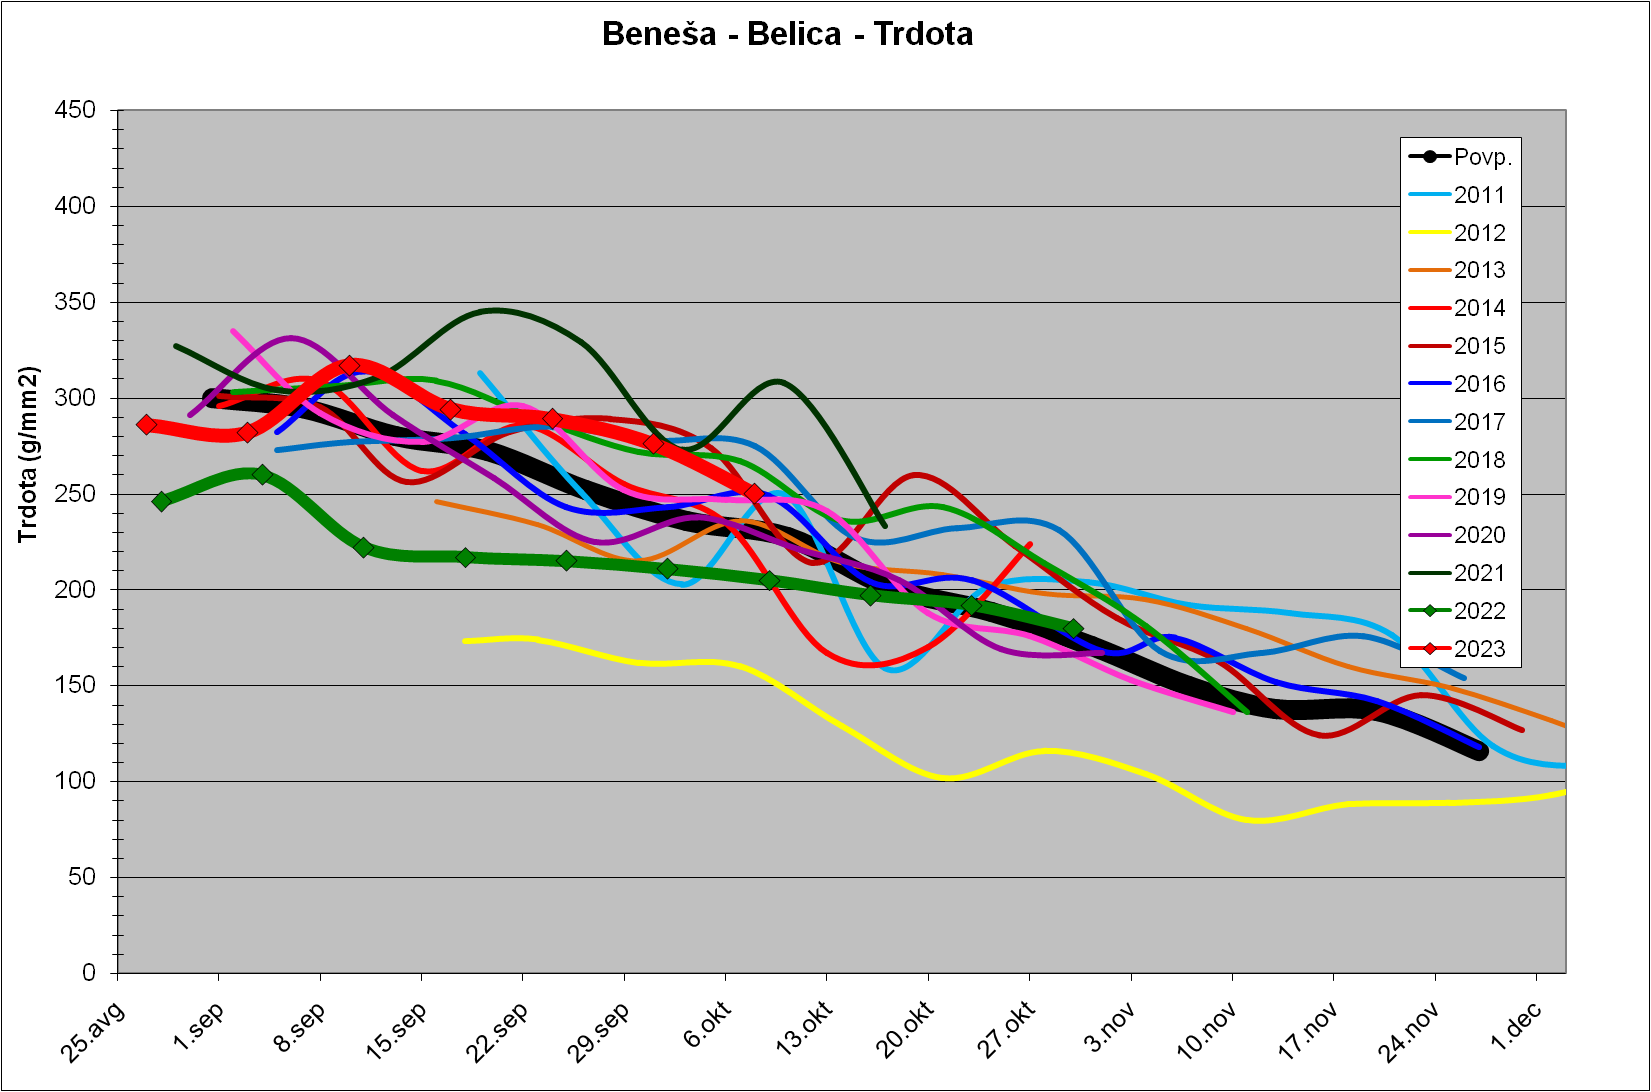 Beneša - Belica - Trdota
Trdota (g/mm2)
450
400
350
300
250
200
150
100
50
0
25.avg
1.sep
8.sep
15.sep
22.sep
29.sep
6.okt
13.okt
20.okt
27.okt
3.nov
10.nov
17.nov
24.nov
1.dec
Povp.
2011
2012
2013
2014
2015
2016
2017
2018
2019
2020
2021
2022
2023